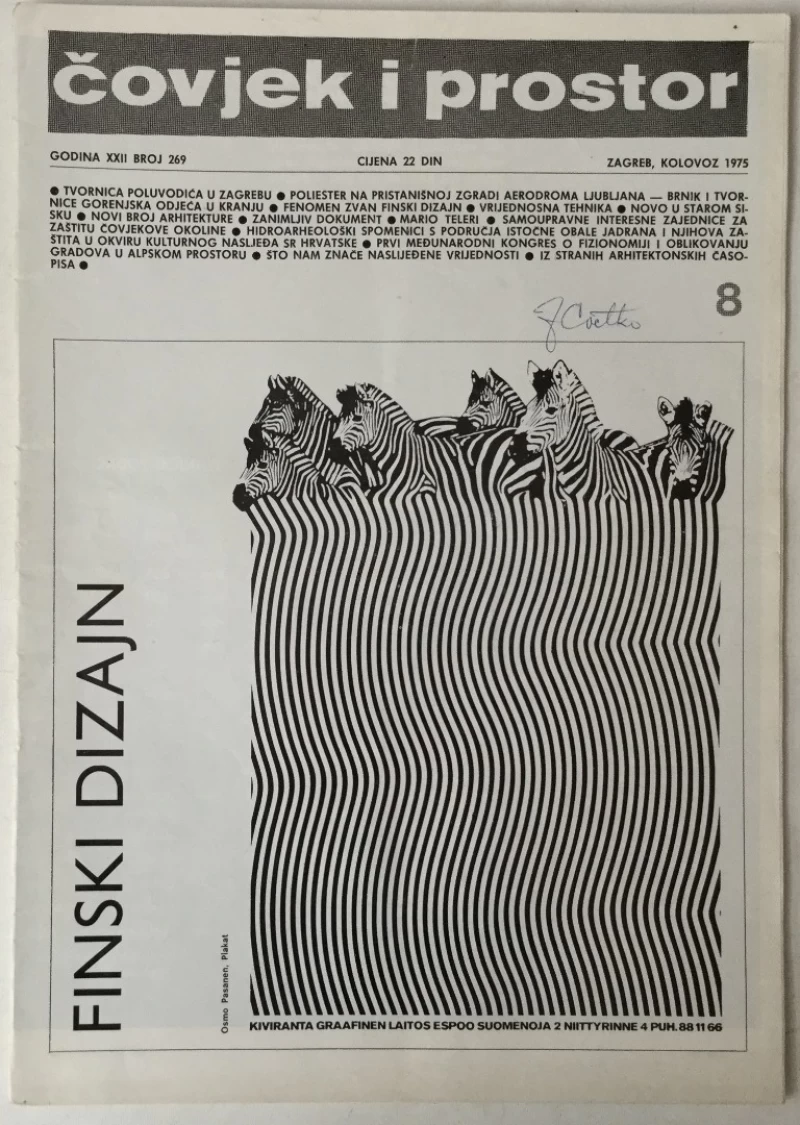 čovjek i prostor
GODINA XXII BROJ 269 CIJENA 22 DIN ZAGREB, KOLOVOZ 1975
● TVORNICA POLUVODIČA U ZAGREBU ● POLIESTER NA PRISTANIŠNOJ ZGRADI AERODROMA LJUBLJANA — BRNIK I TVOR-
NICE GORENJSKA ODJEĆA U KRANJU ● FENOMEN ZVAN FINSKI DIZAJN ● VRIJEDNOSNA TEHNIKA ● NOVO U STAROM SI-
SKU ● NOVI BROJ ARHITEKTURE ● ZANIMLJIV DOKUMENT ● MARIO TELERI ● SAMOUPRAVNE INTERESNE ZAJEDNICE ZA
ZAŠTITU ČOVJEKOVE OKOLINE ● HIDROARHEOLOŠKI SPOMENICI S PODRUČJA ISTOČNE OBALE JADRANA I NJIHOVA ZA-
ŠTITA U OKVIRU KULTURNOG NASLJEĐA SR HRVATSKE ● PRVI MEĐUNARODNI KONGRES O FIZIONOMIJI I OBLIKOVANJU
GRADOVA U ALPSKOM PROSTORU ● ŠTO NAM ZNAČE NASLIJEĐENE VRIJEDNOSTI ● IZ STRANIH ARHITEKTONSKIH ČASO-
PISA ●
8
FINSKI DIZAJN
Osmo Pasanen, Plakat
KIVIRANTA GRAAFINEN LAITOS ESPOO SUOMENOJA 2 NIITTYRINNE 4 PUH. 88 11 66